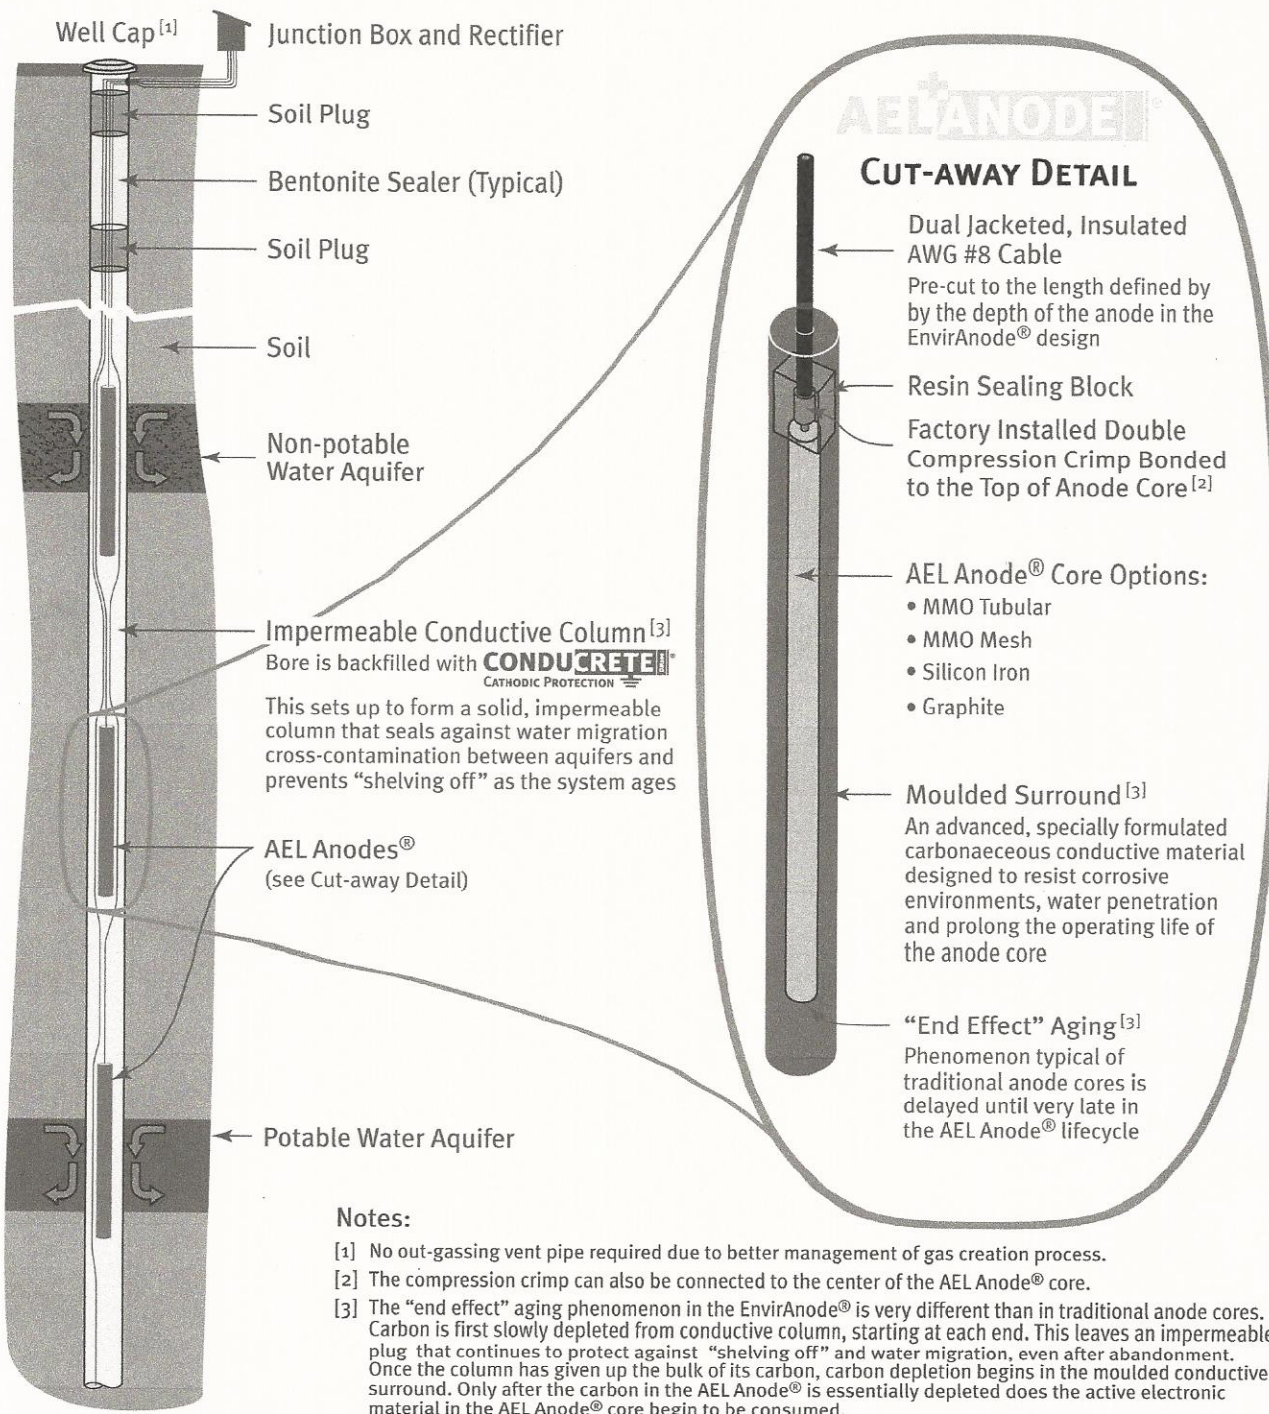 Well Cap [1]
Junction Box and Rectifier
Soil Plug
Bentonite Sealer (Typical)
Soil Plug
Soil
Non-potable
Water Aquifer
Impermeable Conductive Column [3]
Bore is backfilled with CONDUCRETE
CATHODIC PROTECTION
This sets up to form a solid, impermeable
column that seals against water migration
cross-contamination between aquifers and
prevents “shelving off” as the system ages
AEL Anodes®
(see Cut-away Detail)
Potable Water Aquifer
AEL ANODE®
CUT-AWAY DETAIL
Dual Jacketed, Insulated
AWG #8 Cable
Pre-cut to the length defined by
by the depth of the anode in the
EnvirAnode® design
Resin Sealing Block
Factory Installed Double
Compression Crimp Bonded
to the Top of Anode Core [2]
AEL Anode® Core Options:
• MMO Tubular
• MMO Mesh
• Silicon Iron
• Graphite
Moulded Surround [3]
An advanced, specially formulated
carbonaeceous conductive material
designed to resist corrosive
environments, water penetration
and prolong the operating life of
the anode core
“End Effect” Aging [3]
Phenomenon typical of
traditional anode cores is
delayed until very late in
the AEL Anode® lifecycle
Notes:
[1] No out-gassing vent pipe required due to better management of gas creation process.
[2] The compression crimp can also be connected to the center of the AEL Anode® core.
[3] The “end effect” aging phenomenon in the EnvirAnode® is very different than in traditional anode cores.
Carbon is first slowly depleted from conductive column, starting at each end. This leaves an impermeable
plug that continues to protect against “shelving off” and water migration, even after abandonment.
Once the column has given up the bulk of its carbon, carbon depletion begins in the moulded conductive
surround. Only after the carbon in the AEL Anode® is essentially depleted does the active electronic
material in the AEL Anode® core begin to be consumed.